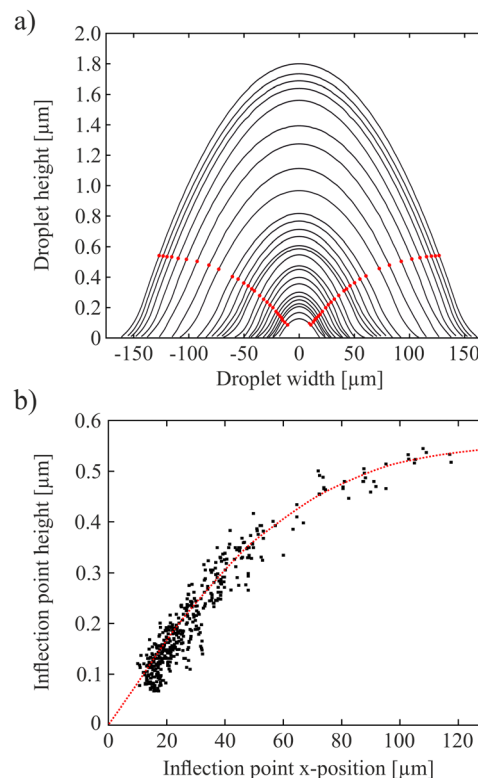 a)
2.0
1.8
1.6
1.4
1.2
1.0
0.8
0.6
0.4
0.2
0
Droplet height [µm]
-150 -100 -50 0 50 100 150
Droplet width [µm]
b)
0.6
0.5
0.4
0.3
0.2
0.1
0
Inflection point height [µm]
0 20 40 60 80 100 120
Inflection point x-position [µm]